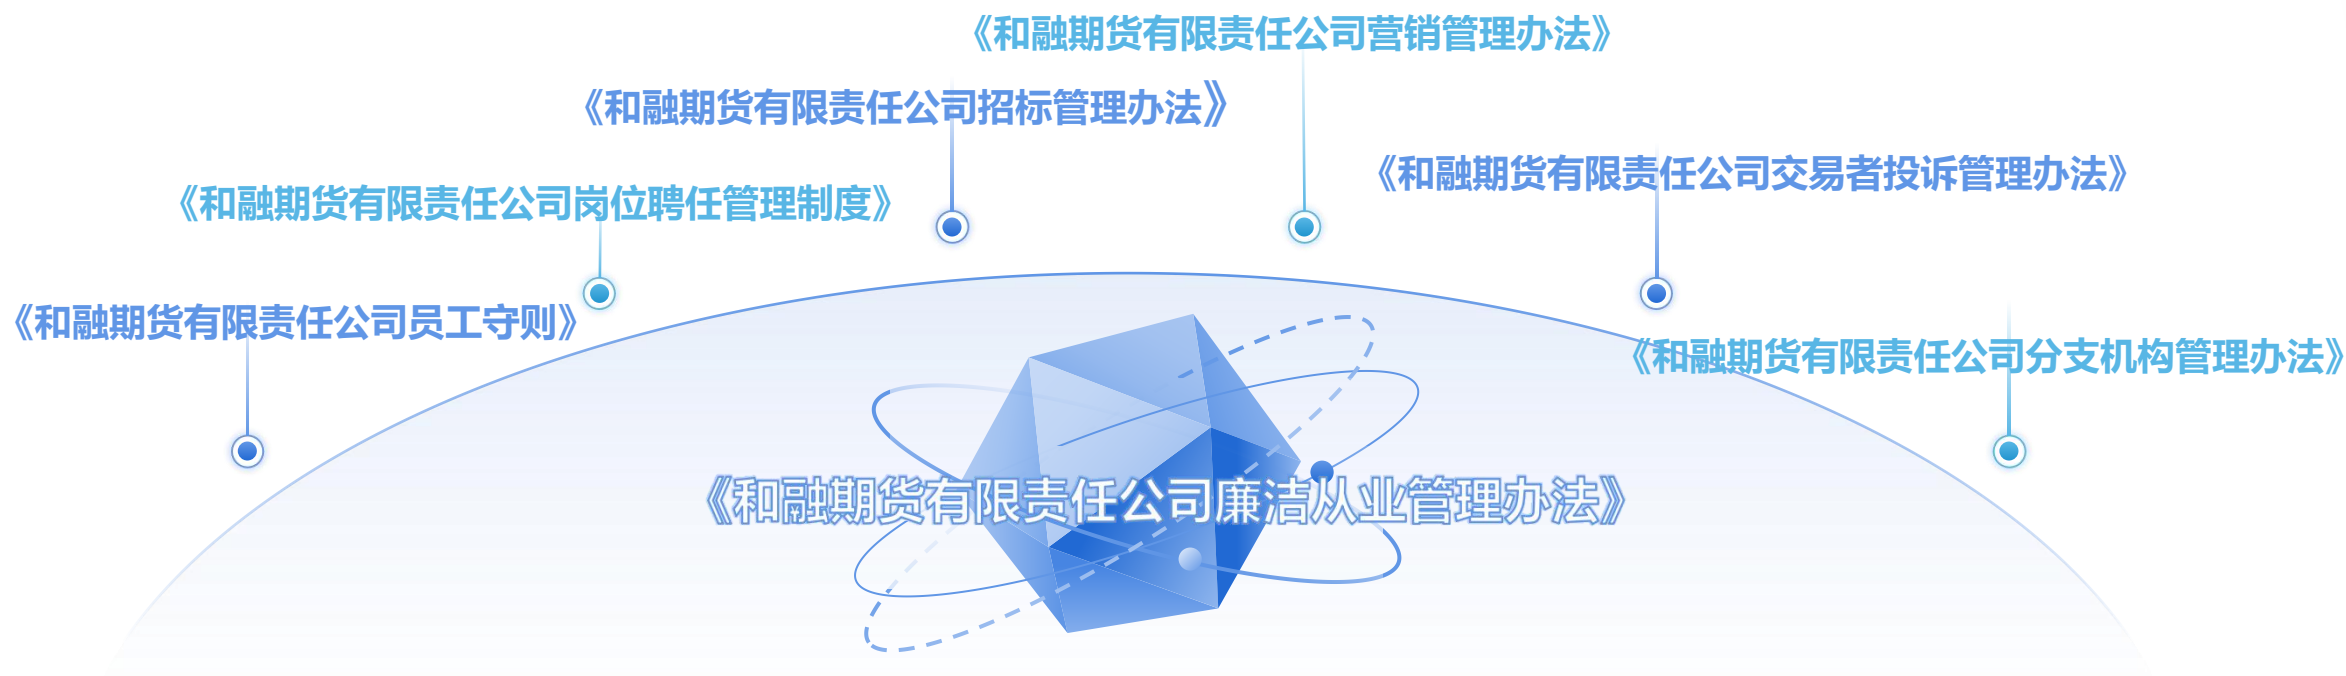 《和融期货有限责任公司营销管理办法》
《和融期货有限责任公司招标管理办法》
《和融期货有限责任公司交易者投诉管理办法》
《和融期货有限责任公司岗位聘任管理制度》
《和融期货有限责任公司员工守则》
《和融期货有限责任公司分支机构管理办法》
《和融期货有限责任公司廉洁从业管理办法》